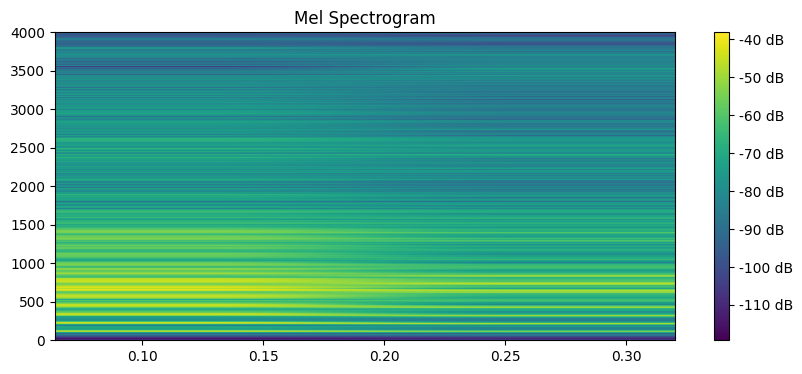 Mel Spectrogram
4000
3500
3000
2500
2000
1500
1000
500
0
0.10
0.15
0.20
0.25
0.30
-40 dB
-50 dB
-60 dB
-70 dB
-80 dB
-90 dB
-100 dB
-110 dB